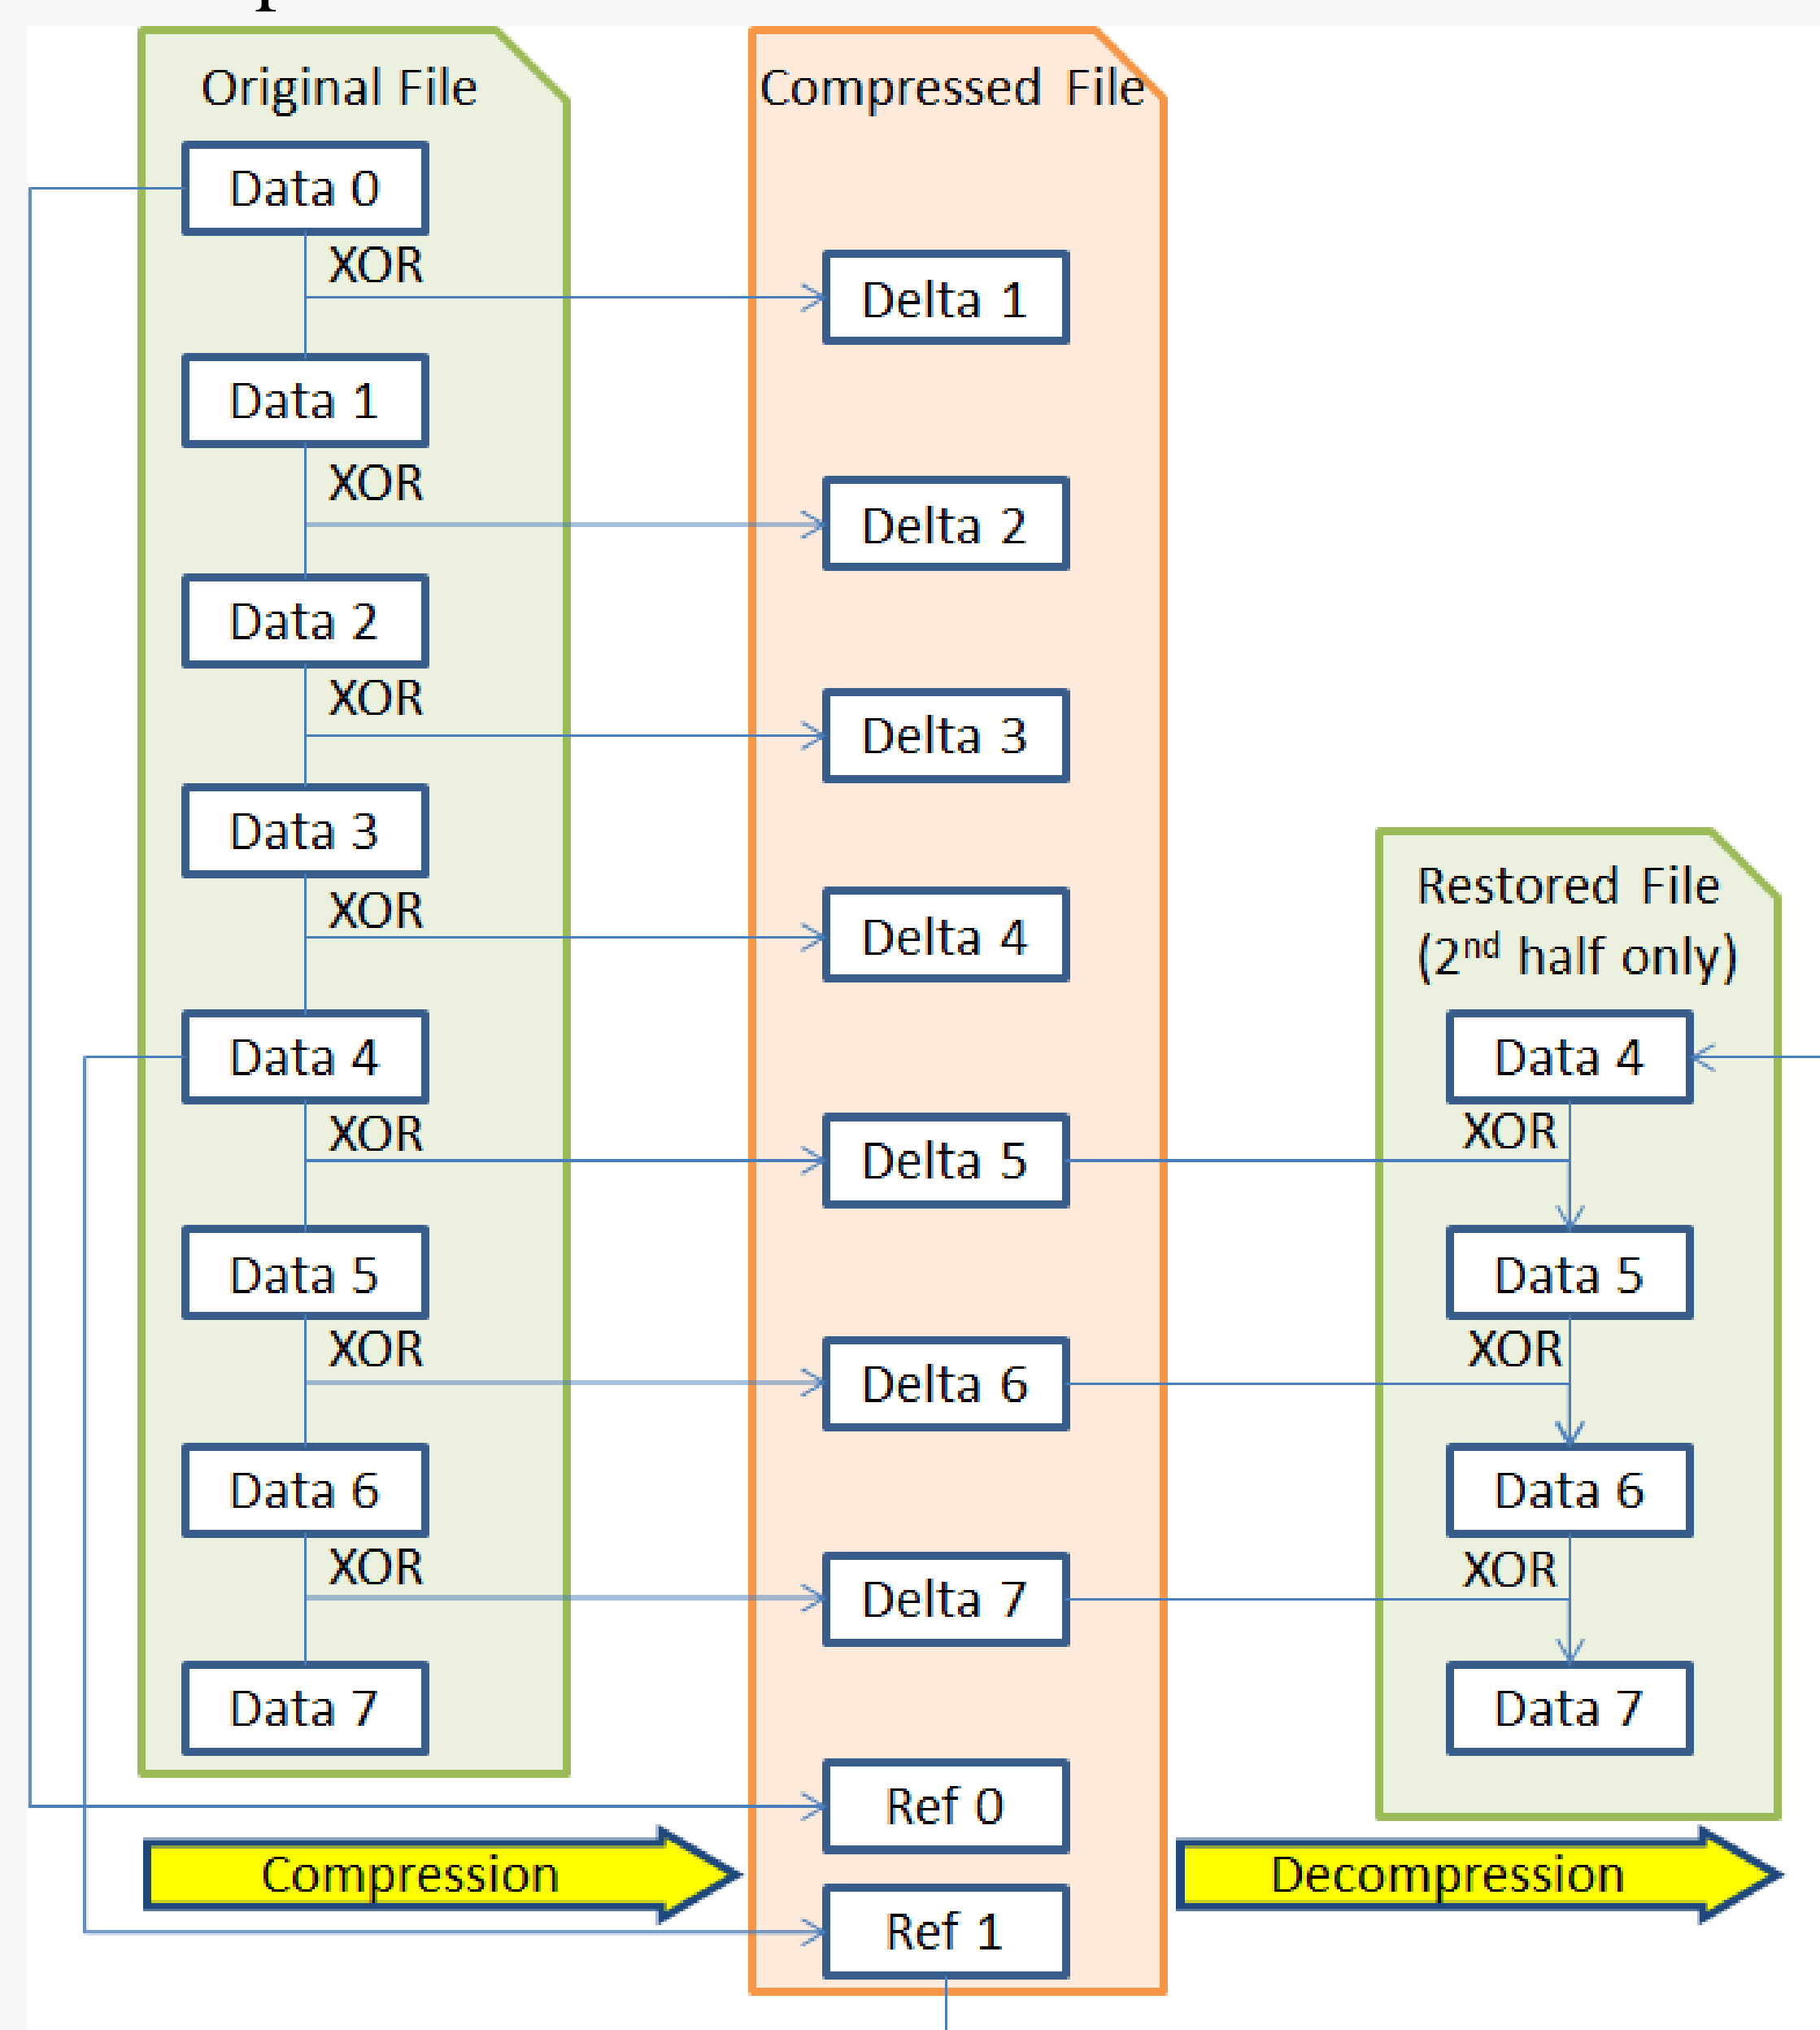 Original File
Data 0
XOR
Data 1
XOR
Data 2
XOR
Data 3
XOR
Data 4
XOR
Data 5
XOR
Data 6
XOR
Data 7
Compression
Compressed File
Delta 1
Delta 2
Delta 3
Delta 4
Delta 5
Delta 6
Delta 7
Ref 0
Ref 1
Restored File
(2nd half only)
Data 4
XOR
Data 5
XOR
Data 6
XOR
Data 7
Decompression